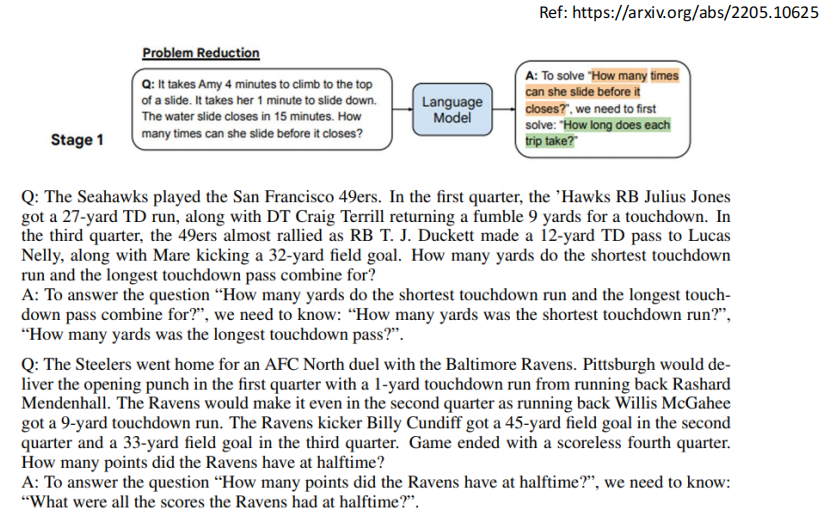 Ref: https://arxiv.org/abs/2205.10625
Problem Reduction
Stage 1
Q: It takes Amy 4 minutes to climb to the top
of a slide. It takes her 1 minute to slide down.
The water slide closes in 15 minutes. How
many times can she slide before it closes?
Language
Model
A: To solve "How many times
can she slide before it
closes?", we need to first
solve: "How long does each
trip take?"
Q: The Seahawks played the San Francisco 49ers. In the first quarter, the ’Hawks RB Julius Jones
got a 27-yard TD run, along with DT Craig Terrill returning a fumble 9 yards for a touchdown. In
the third quarter, the 49ers almost rallied as RB T. J. Duckett made a 12-yard TD pass to Lucas
Nelly, along with Mare kicking a 32-yard field goal. How many yards do the shortest touchdown
run and the longest touchdown pass combine for?
A: To answer the question “How many yards do the shortest touchdown run and the longest touch-
down pass combine for?”, we need to know: “How many yards was the shortest touchdown run?”,
“How many yards was the longest touchdown pass?”.
Q: The Steelers went home for an AFC North duel with the Baltimore Ravens. Pittsburgh would de-
liver the opening punch in the first quarter with a 1-yard touchdown run from running back Rashard
Mendenhall. The Ravens would make it even in the second quarter as running back Willis McGahee
got a 9-yard touchdown run. The Ravens kicker Billy Cundiff got a 45-yard field goal in the second
quarter and a 33-yard field goal in the third quarter. Game ended with a scoreless fourth quarter.
How many points did the Ravens have at halftime?
A: To answer the question “How many points did the Ravens have at halftime?”, we need to know:
“What were all the scores the Ravens had at halftime?”.